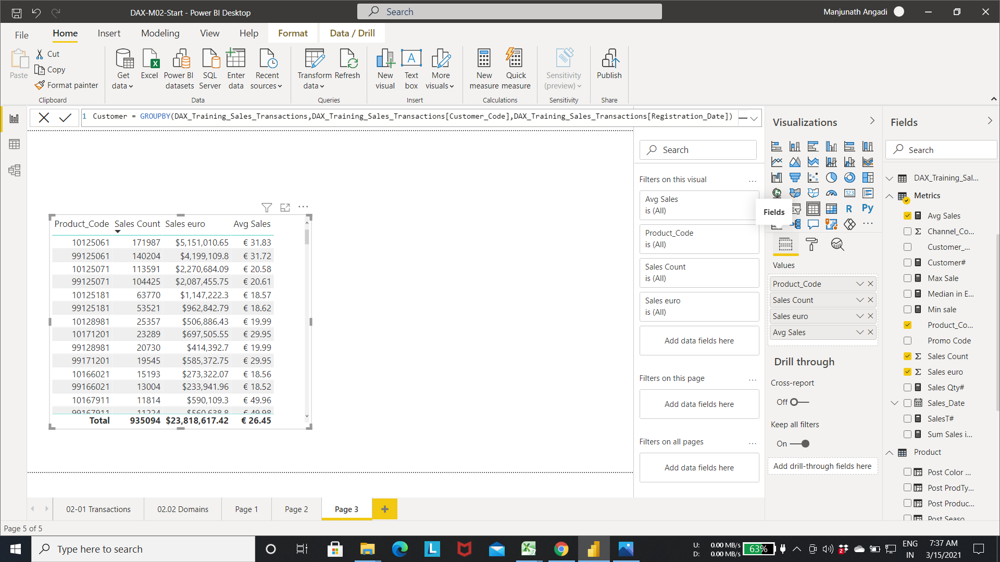 DAX-M02-Start - Power BI Desktop
Search
Manjunath Angadi
File
Home
Insert
Modeling
View
Help
Format
Data / Drill
Paste
Cut
Copy
Format painter
Clipboard
Get data
Excel
Power BI datasets
SQL Server
Enter data
Recent sources
Data
Transform data
Refresh
Queries
New visual
Text box
More visuals
Insert
New measure
Quick measure
Calculations
Sensitivity (preview)
Sensitivity
Publish
Share
1 Customer = GROUPBY(DAX_Training_Sales_Transactions,DAX_Training_Sales_Transactions[Customer_Code],DAX_Training_Sales_Transactions[Registration_Date])
Product_Code Sales Count Sales euro Avg Sales
10125061 171987 $5,151,010.65 € 31.83
99125061 140204 $4,199,109.8 € 31.72
10125071 113591 $2,270,684.09 € 20.58
99125071 104425 $2,087,455.75 € 20.61
10125181 63770 $1,147,222.3 € 18.57
99125181 53521 $962,842.79 € 18.62
10128981 25357 $506,886.43 € 19.99
10171201 23289 $697,505.55 € 29.95
99128981 20730 $414,392.7 € 19.99
99171201 19545 $585,372.75 € 29.95
10166021 15193 $273,322.07 € 18.56
99166021 13004 $233,941.96 € 18.52
10167911 11814 $590,109.3 € 49.96
99167911 11224 $560,638.8 € 49.98
Total 935094 $23,818,617.42 € 26.45
Search
Filters on this visual ...
Avg Sales
is (All)
Product_Code
is (All)
Sales Count
is (All)
Sales euro
is (All)
Add data fields here
Filters on this page ...
Add data fields here
Filters on all pages ...
Add data fields here
Visualizations
123
R
Py
...
Fields
Values
Product_Code
Sales Count
Sales euro
Avg Sales
Drill through
Cross-report
Off
Keep all filters
On
Add drill-through fields here
Fields
Search
DAX_Training_Sal...
Metrics
Avg Sales
Σ Channel_Co...
Customer_...
Customer#
Max Sale
Median in E...
Min sale
Product_Co...
Promo Code
Σ Sales Count
Σ Sales euro
Sales Qty#
Sales_Date
SalesT#
Sum Sales i...
Product
Post Color ...
Post ProdTy...
Post Produc...
Post Seaso
02-01 Transactions
02.02 Domains
Page 1
Page 2
Page 3
+
Page 5 of 5
Type here to search
L
U: 0.00 MB/s
D: 0.00 MB/s
63%
2
ENG
IN
7:37 AM
3/15/2021